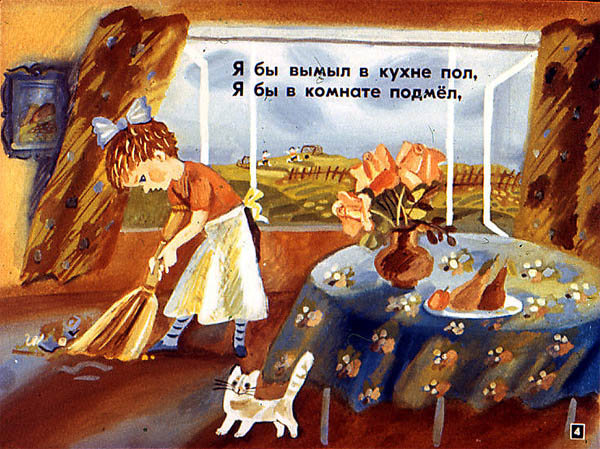 Я бы вымыл в кухне пол,
Я бы в комнате подмёл,
4